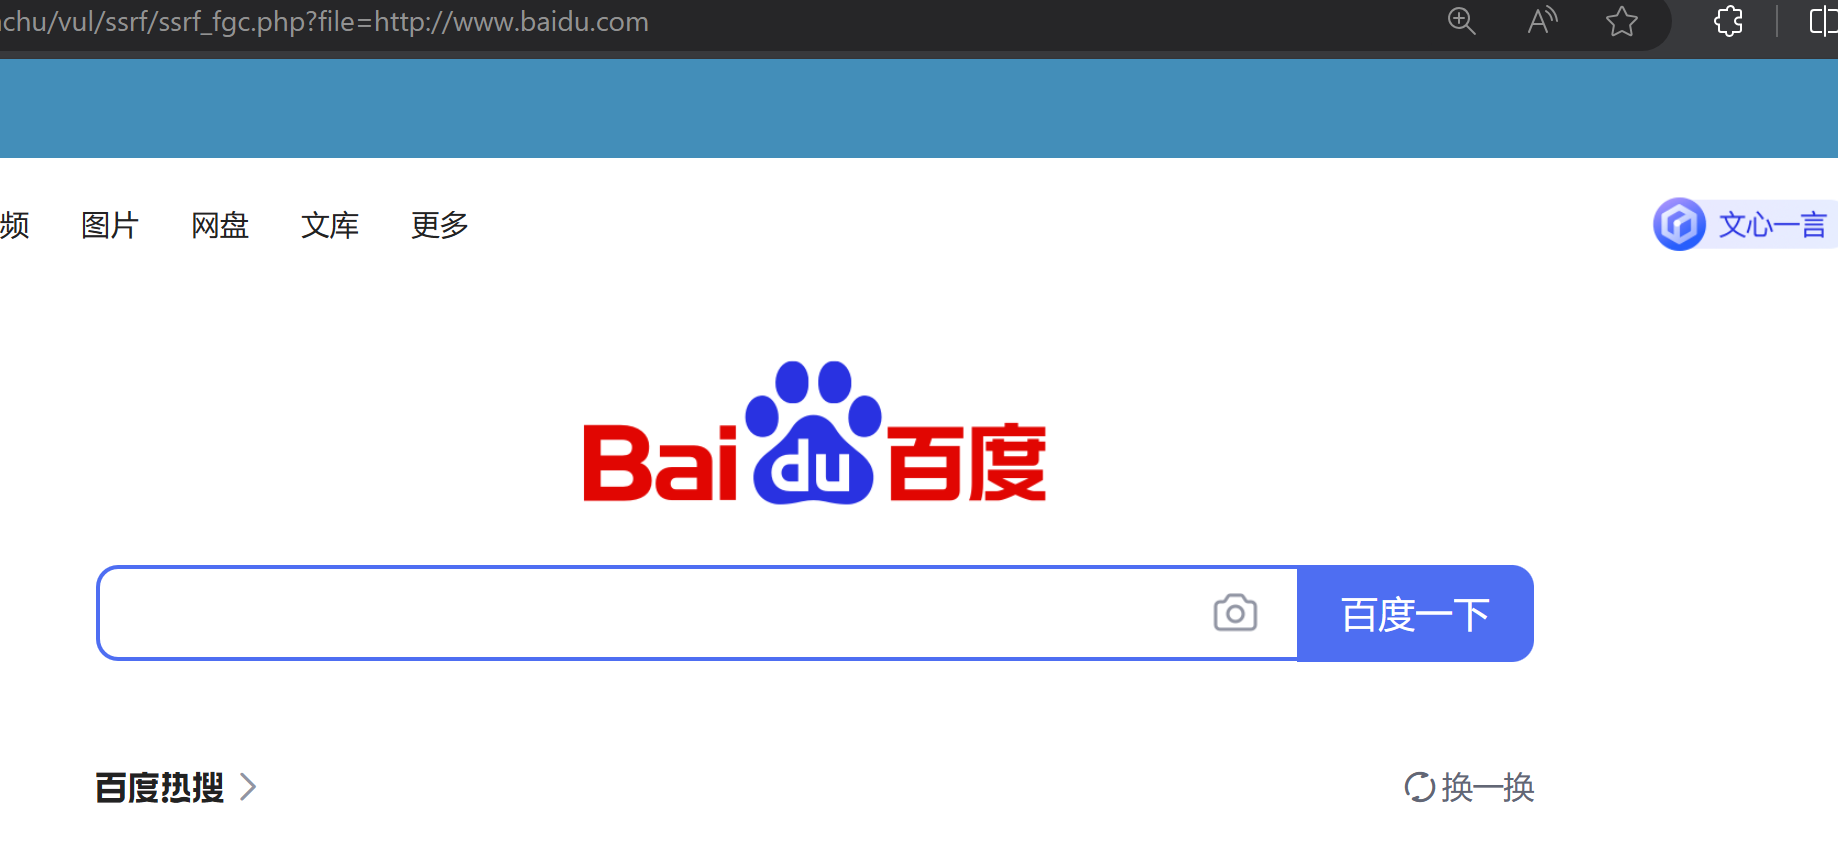 chu/vul/ssrf/ssrf_fgc.php?file=http://www.baidu.com
频 图片 网盘 文库 更多 文心一言
Bai du 百度
百度一下
百度热搜 换一换